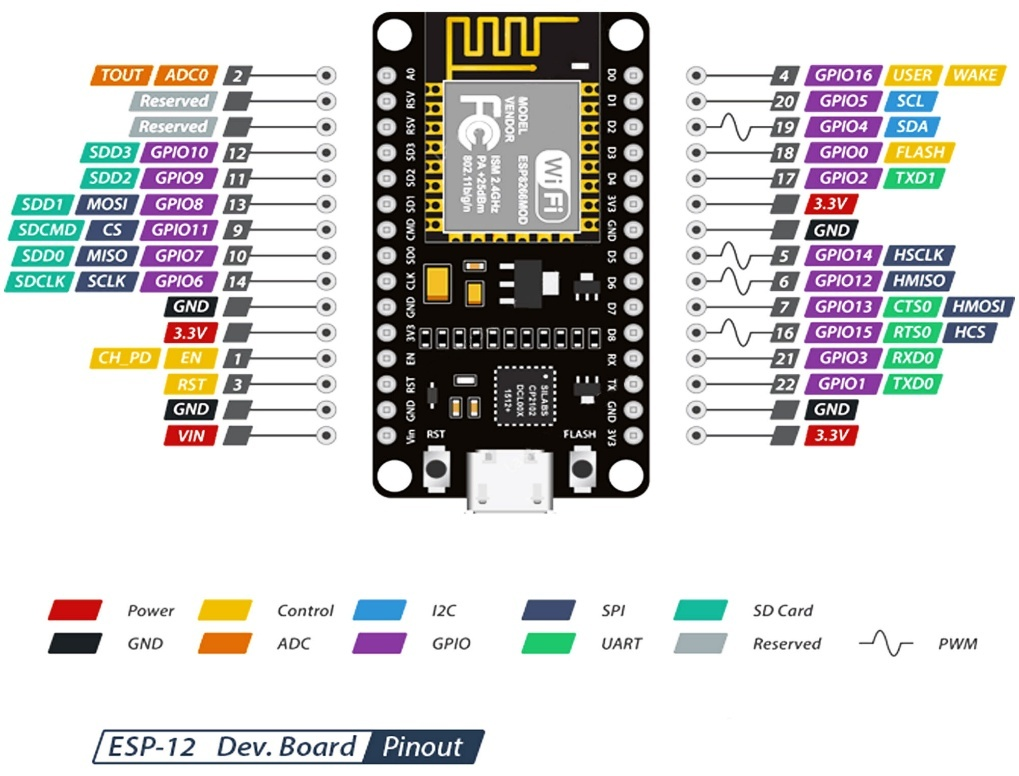 TOUT ADC0 2
Reserved
Reserved
SDD3 GPIO10 12
SDD2 GPIO9 11
SDD1 MOSI GPIO8 13
SDCMD CS GPIO11 9
SDD0 MISO GPIO7 10
SDCLK SCLK GPIO6 14
GND
3.3V
CH_PD EN 1
RST 3
GND
VIN
A0
RSV
RSV
SD3
SD2
SD1
CMD
SD0
CLK
GND
3V3
EN
RST
GND
Vin
FC
MODEL
VENDOR
ESP8266MOD
WiFi
ISM 2.4GHz
PA +25dBm
802.11b/g/n
SILABS
CP2102
DCL00X
1512+
RST
FLASH
D0
D1
D2
D3
D4
3V3
GND
D5
D6
D7
D8
RX
TX
GND
3V3
4 GPIO16 USER WAKE
20 GPIO5 SCL
19 GPIO4 SDA
18 GPIO0 FLASH
17 GPIO2 TXD1
3.3V
GND
5 GPIO14 HSCLK
6 GPIO12 HMISO
7 GPIO13 CTS0 HMOSI
16 GPIO15 RTS0 HCS
21 GPIO3 RXD0
22 GPIO1 TXD0
GND
3.3V
Power Control I2C SPI SD Card
GND ADC GPIO UART Reserved PWM
ESP-12 Dev. Board Pinout